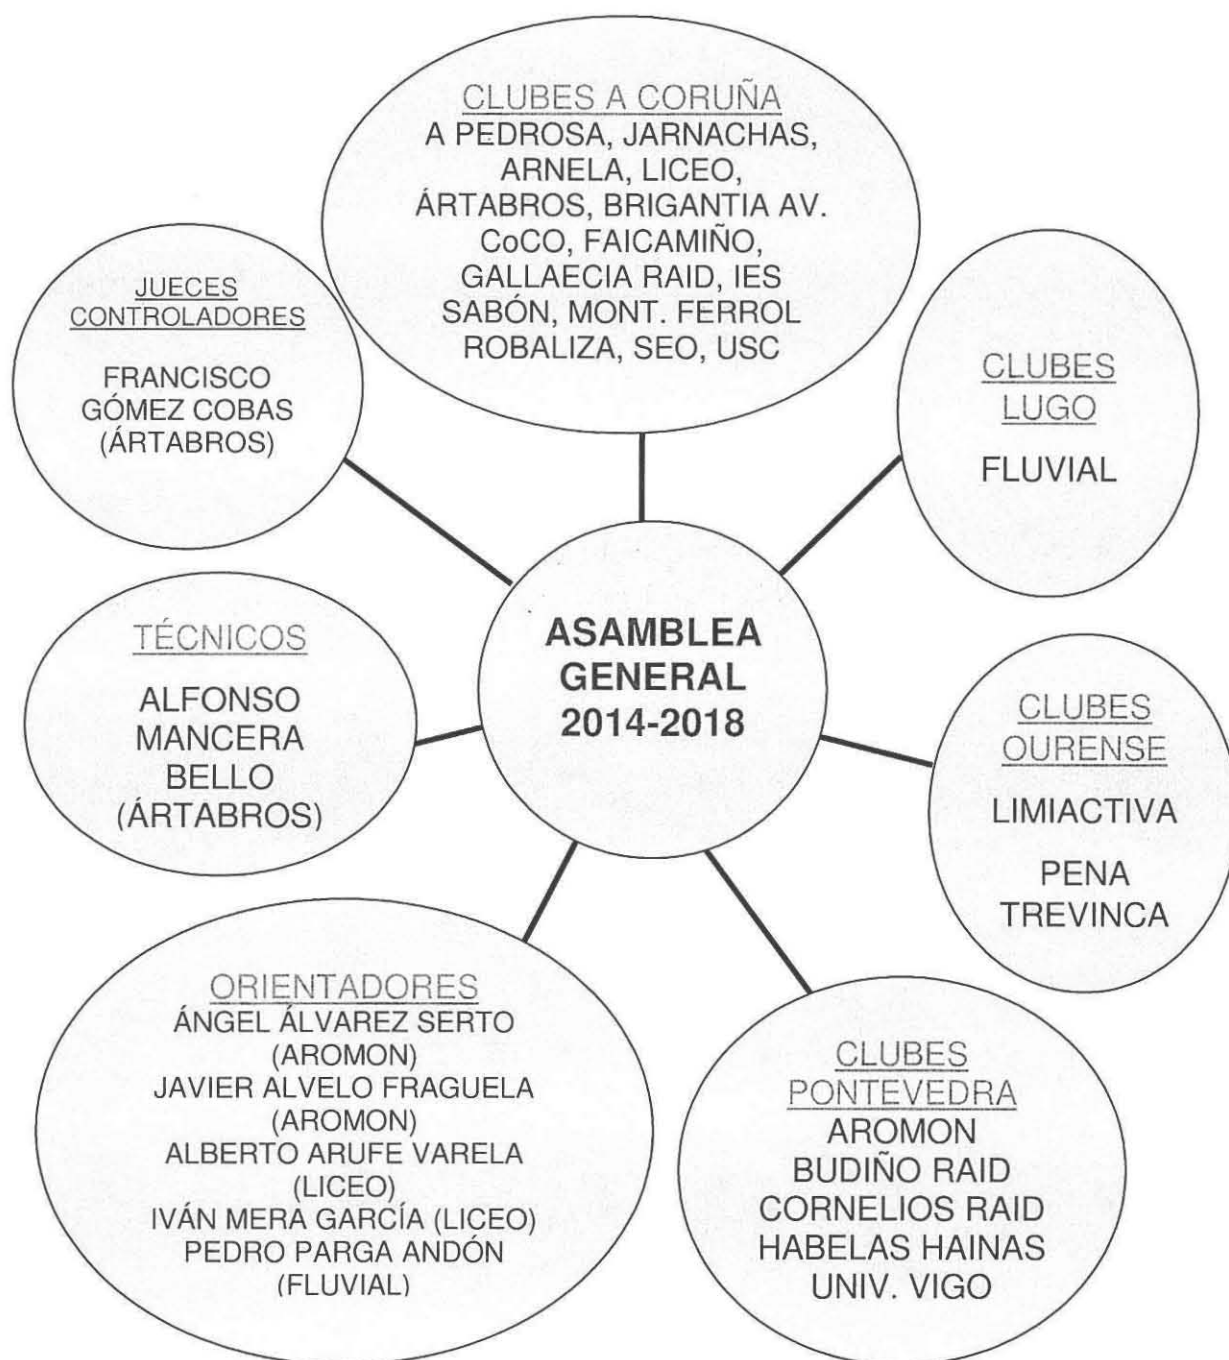 CLUBES A CORUÑA
A PEDROSA, JARNACHAS,
ARNELA, LICEO,
ÁRTABROS, BRIGANTIA AV.
CoCO, FAICAMIÑO,
GALLAECIA RAID, IES
SABÓN, MONT. FERROL
ROBALIZA, SEO, USC
JUECES
CONTROLADORES
FRANCISCO
GÓMEZ COBAS
(ÁRTABROS)
CLUBES
LUGO
FLUVIAL
ASAMBLEA
GENERAL
2014-2018
TÉCNICOS
ALFONSO
MANCERA
BELLO
(ÁRTABROS)
CLUBES
OURENSE
LIMIACTIVA
PENA
TREVINCA
ORIENTADORES
ÁNGEL ÁLVAREZ SERTO
(AROMON)
JAVIER ALVELO FRAGUELA
(AROMON)
ALBERTO ARUFE VARELA
(LICEO)
IVÁN MERA GARCÍA (LICEO)
PEDRO PARGA ANDÓN
(FLUVIAL)
CLUBES
PONTEVEDRA
AROMON
BUDIÑO RAID
CORNELIOS RAID
HABELAS HAINAS
UNIV. VIGO